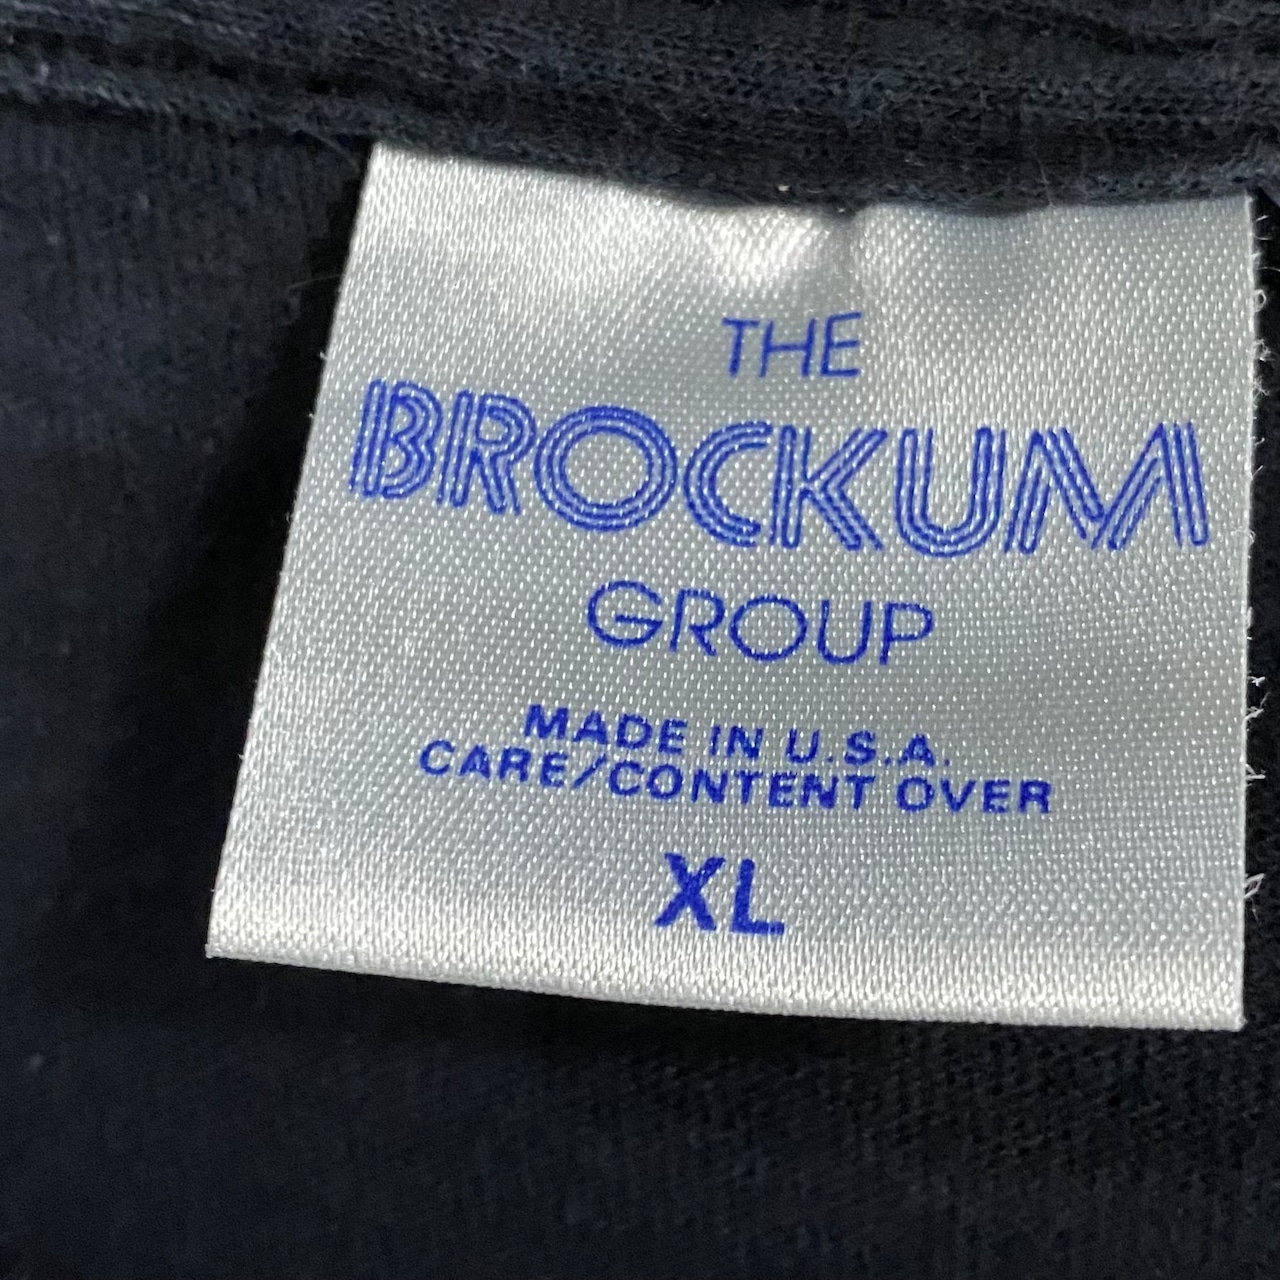 THE
BROCKUM
GROUP
MADE IN U.S.A.
CARE/CONTENT OVER
XL